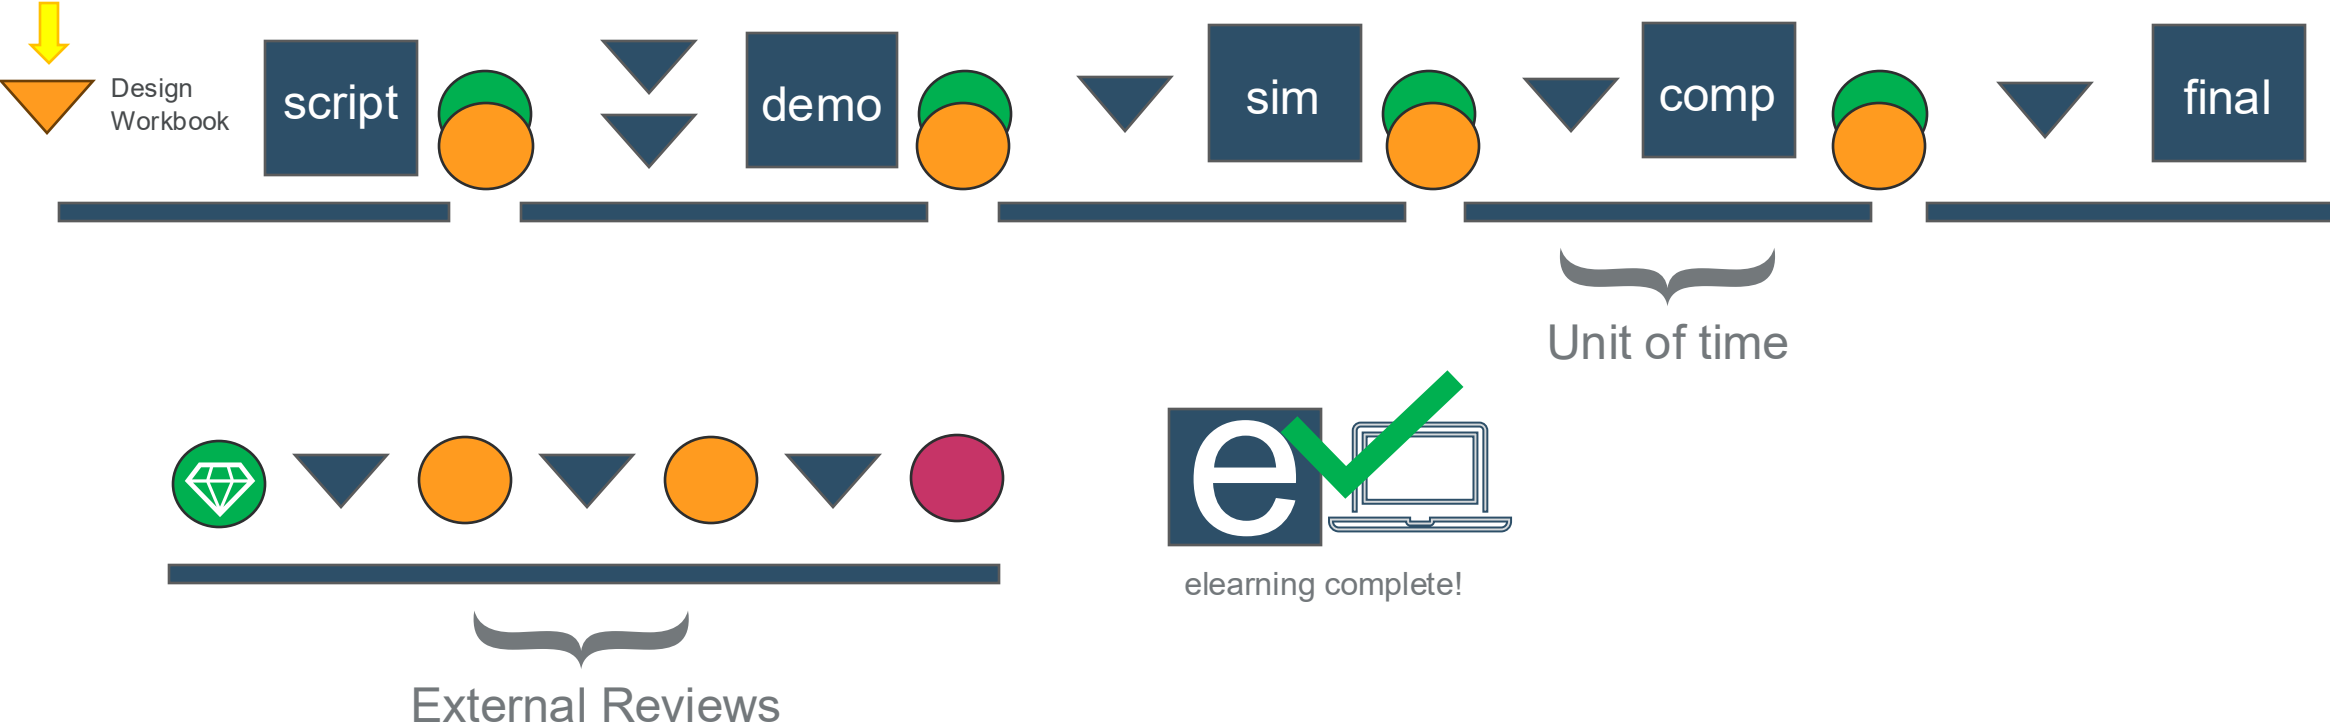 Design
Workbook
script
demo
sim
comp
final
Unit of time
e
elearning complete!
External Reviews